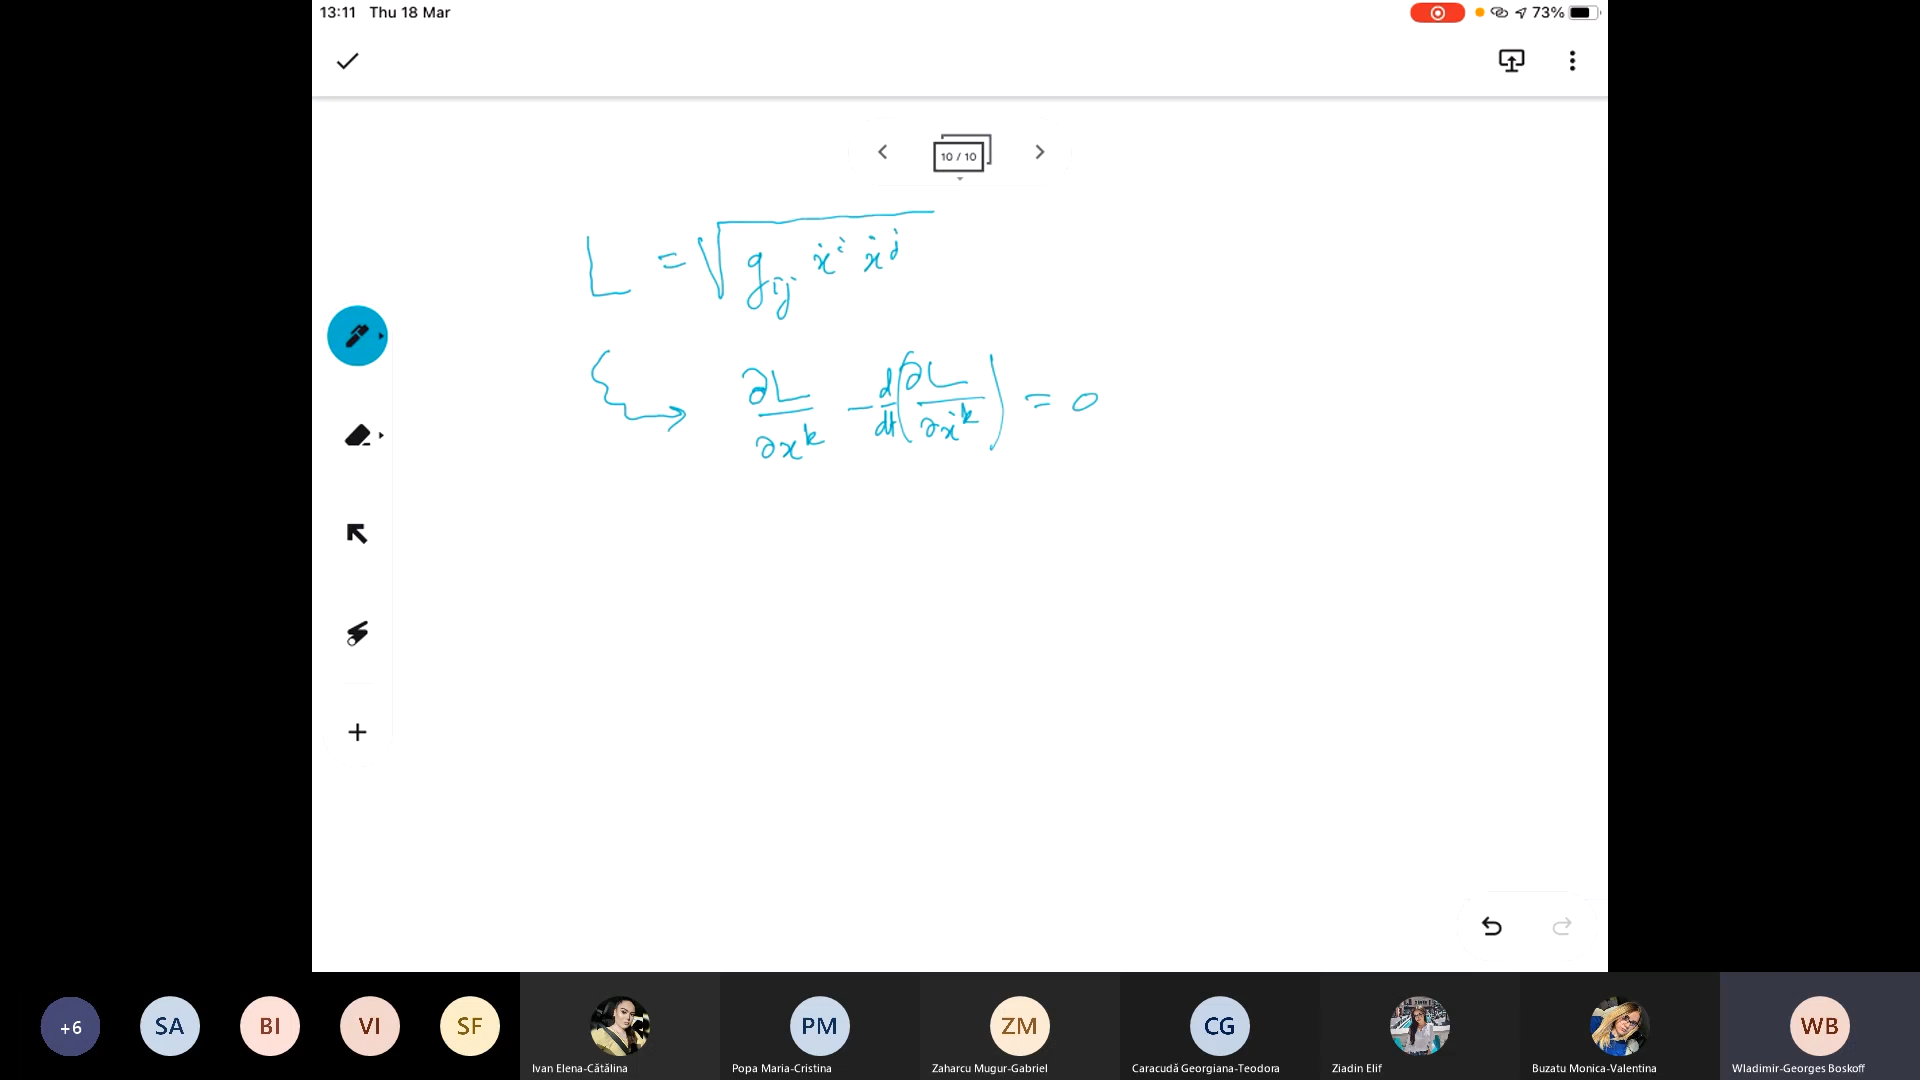 13:11 Thu 18 Mar
73%
10 / 10
L = √(g_ij ẋ^i ẋ^j)
∂L/∂x^k − d/dt (∂L/∂ẋ^k) = 0
+6
SA
BI
VI
SF
PM
ZM
CG
WB
Ivan Elena-Cătălina
Popa Maria-Cristina
Zaharcu Mugur-Gabriel
Caracudă Georgiana-Teodora
Ziadin Elif
Buzatu Monica-Valentina
Wladimir-Georges Boskoff